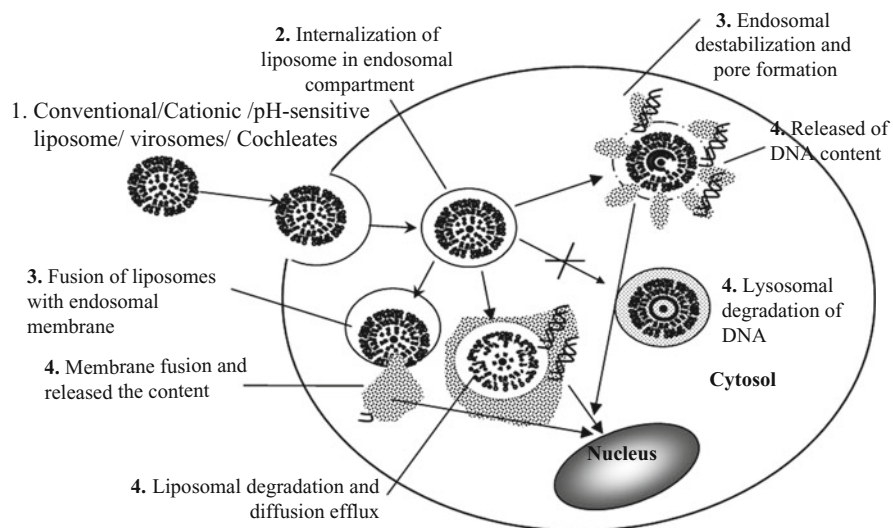 2. Internalization of
liposome in endosomal
compartment
3. Endosomal
destabilization and
pore formation
1. Conventional/Cationic /pH-sensitive
liposome/ virosomes/ Cochleates
4. Released of
DNA content
3. Fusion of liposomes
with endosomal
membrane
4. Lysosomal
degradation of
DNA
4. Membrane fusion and
released the content
Cytosol
Nucleus
4. Liposomal degradation and
diffusion efflux